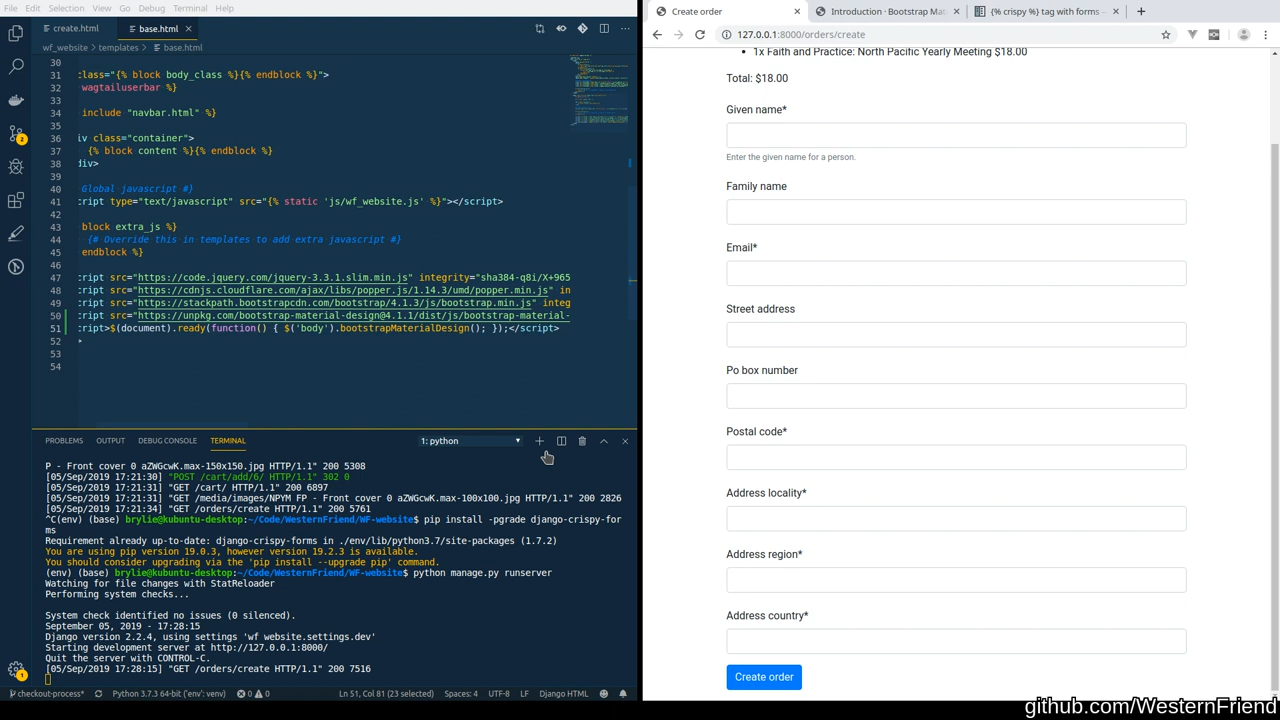 File Edit Selection View Go Debug Terminal Help
create.html
base.html
wf_website › templates › base.html
30
31 class="{% block body_class %}{% endblock %}">
32 wagtailuserbar %}
33
34 include "navbar.html" %}
35
36 iv class="container">
37 {% block content %}{% endblock %}
38 div>
39
40 Global javascript #}
41 cript type="text/javascript" src="{% static 'js/wf_website.js' %}"></script>
42
43 block extra_js %}
44 {# Override this in templates to add extra javascript #}
45 endblock %}
46
47 cript src="https://code.jquery.com/jquery-3.3.1.slim.min.js" integrity="sha384-q8i/X+965
48 cript src="https://cdnjs.cloudflare.com/ajax/libs/popper.js/1.14.3/umd/popper.min.js" in
49 cript src="https://stackpath.bootstrapcdn.com/bootstrap/4.1.3/js/bootstrap.min.js" integ
50 cript src="https://unpkg.com/bootstrap-material-design@4.1.1/dist/js/bootstrap-material-
51 cript>$(document).ready(function() { $('body').bootstrapMaterialDesign(); });</script>
52 >
53
54
PROBLEMS OUTPUT DEBUG CONSOLE TERMINAL 1: python
P - Front cover 0 aZWGcwK.max-150x150.jpg HTTP/1.1" 200 5308
[05/Sep/2019 17:21:30] "POST /cart/add/6/ HTTP/1.1" 302 0
[05/Sep/2019 17:21:31] "GET /cart/ HTTP/1.1" 200 6897
[05/Sep/2019 17:21:31] "GET /media/images/NPYM FP - Front cover 0 aZWGcwK.max-100x100.jpg HTTP/1.1" 200 2826
[05/Sep/2019 17:21:34] "GET /orders/create HTTP/1.1" 200 5761
^C(env) (base) brylie@kubuntu-desktop:~/Code/WesternFriend/WF-website$ pip install -pgrade django-crispy-for
ms
Requirement already up-to-date: django-crispy-forms in ./env/lib/python3.7/site-packages (1.7.2)
You are using pip version 19.0.3, however version 19.2.3 is available.
You should consider upgrading via the 'pip install --upgrade pip' command.
(env) (base) brylie@kubuntu-desktop:~/Code/WesternFriend/WF-website$ python manage.py runserver
Watching for file changes with StatReloader
Performing system checks...
System check identified no issues (0 silenced).
September 05, 2019 - 17:28:15
Django version 2.2.4, using settings 'wf website.settings.dev'
Starting development server at http://127.0.0.1:8000/
Quit the server with CONTROL-C.
[05/Sep/2019 17:28:15] "GET /orders/create HTTP/1.1" 200 7516
checkout-process* Python 3.7.3 64-bit ('env': venv) 0 0 Ln 51, Col 81 (23 selected) Spaces: 4 UTF-8 LF Django HTML
2
1
Create order
Introduction · Bootstrap Mat
{% crispy %} tag with forms —
127.0.0.1:8000/orders/create
1x Faith and Practice: North Pacific Yearly Meeting $18.00
Total: $18.00
Given name*
Enter the given name for a person.
Family name
Email*
Street address
Po box number
Postal code*
Address locality*
Address region*
Address country*
Create order
github.com/WesternFriend